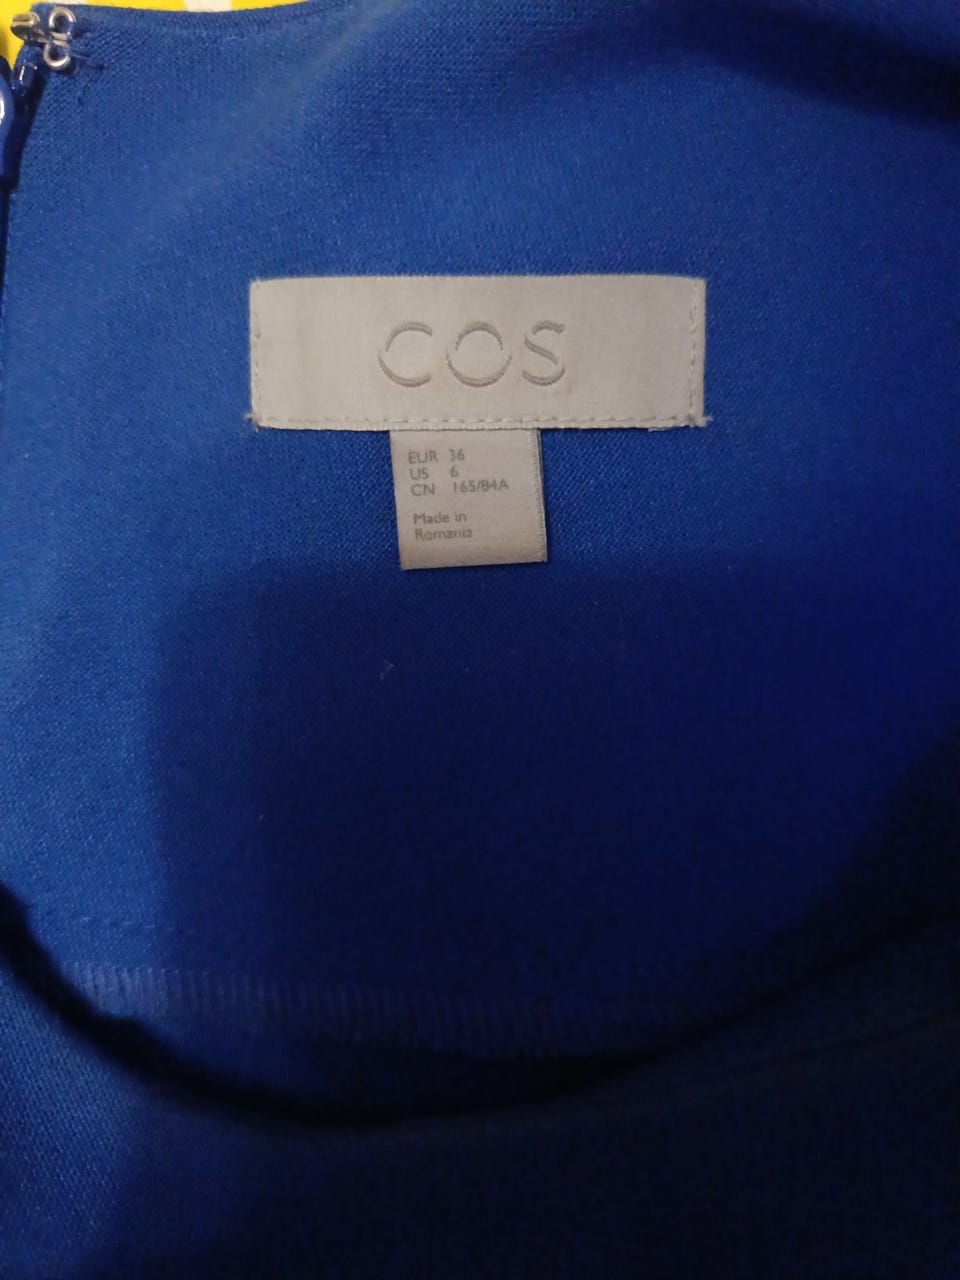 COS
EUR 36
US 6
CN 165/84A
Made in
Romania